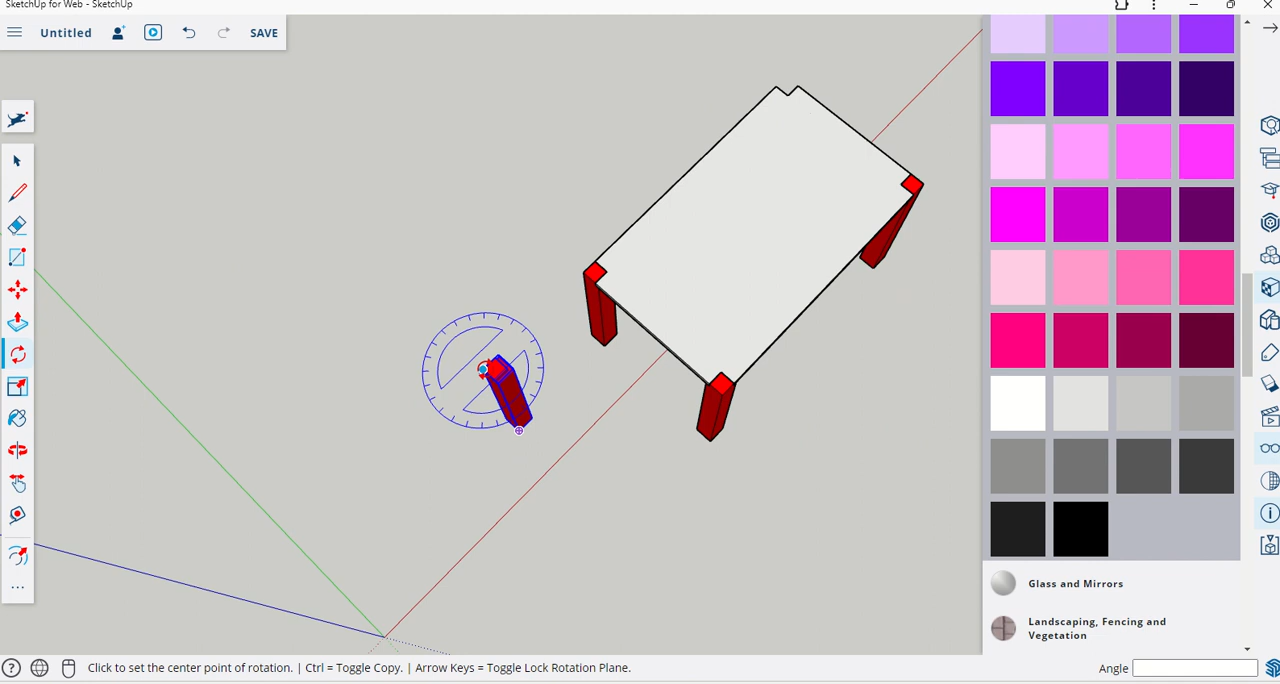 SketchUp for Web - SketchUp
Untitled
SAVE
Glass and Mirrors
Landscaping, Fencing and
Vegetation
Click to set the center point of rotation. | Ctrl = Toggle Copy. | Arrow Keys = Toggle Lock Rotation Plane.
Angle